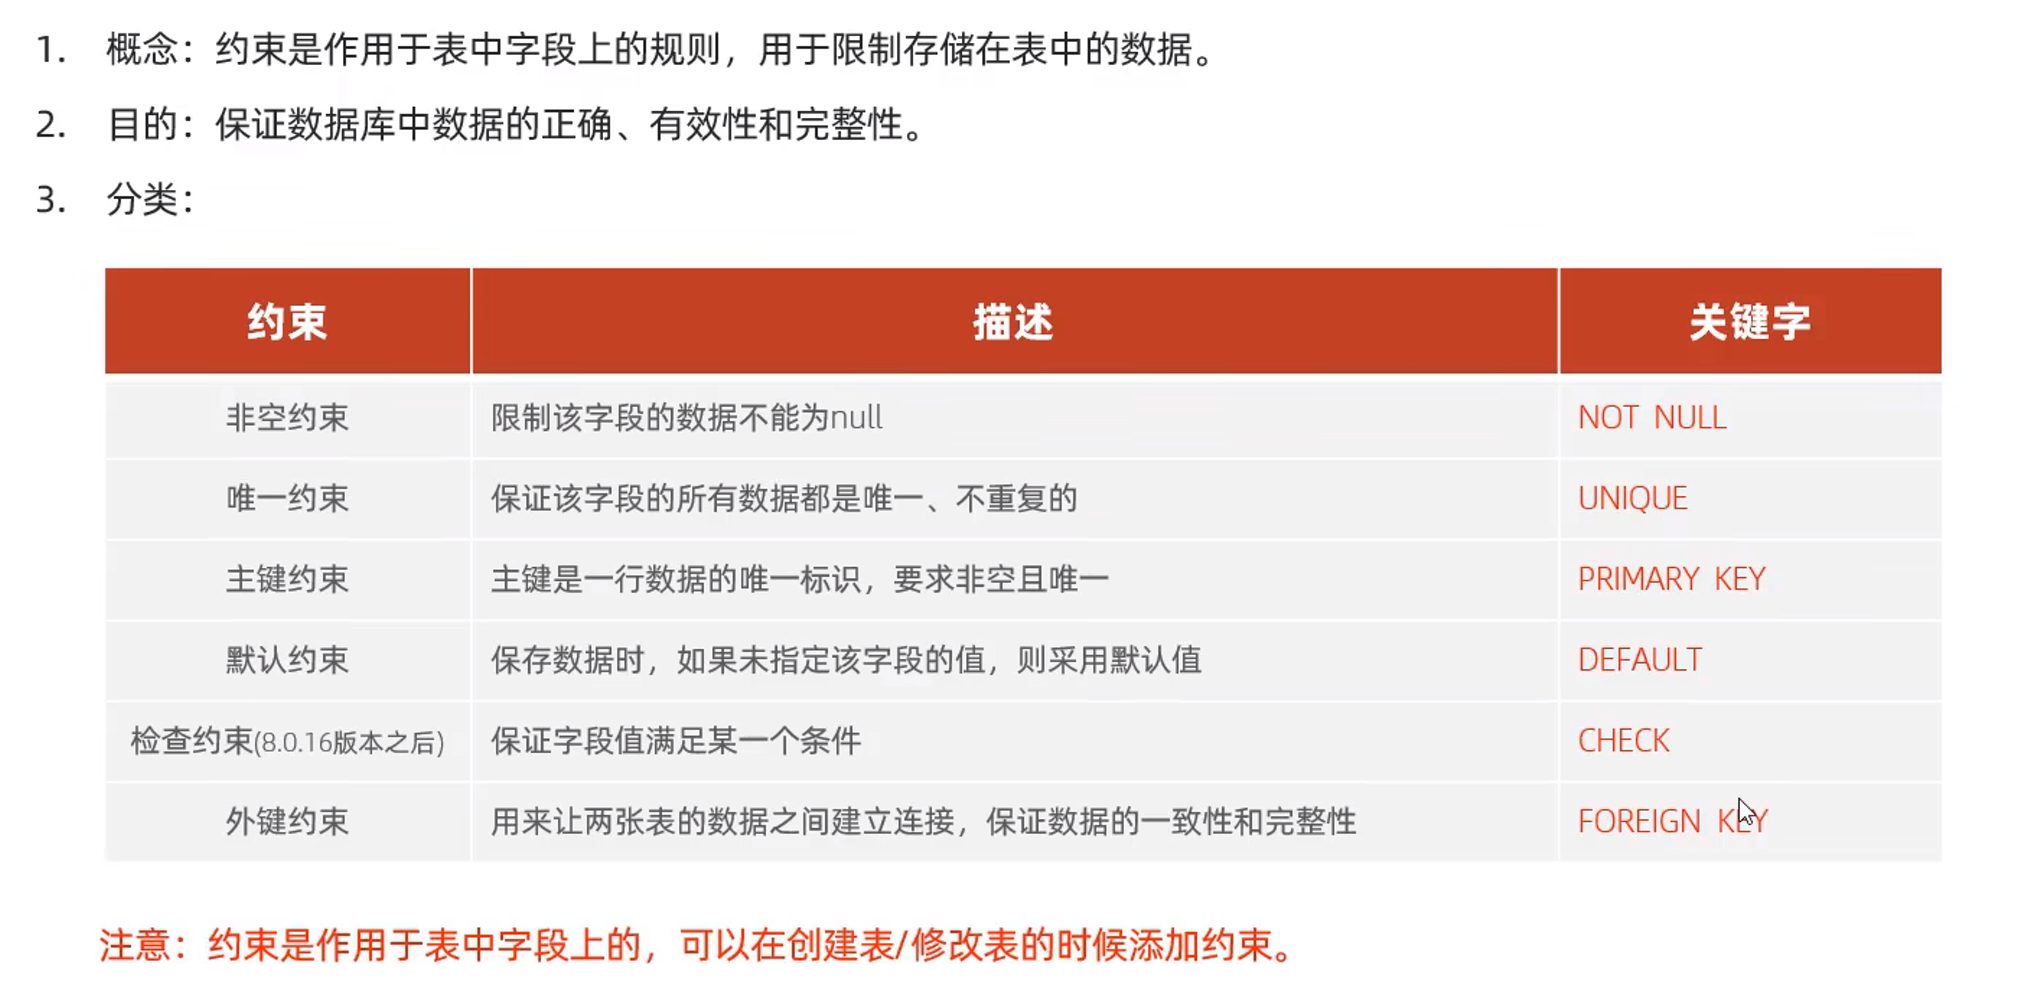 1. 概念：约束是作用于表中字段上的规则，用于限制存储在表中的数据。
2. 目的：保证数据库中数据的正确、有效性和完整性。
3. 分类：
约束 描述 关键字
非空约束 限制该字段的数据不能为null NOT NULL
唯一约束 保证该字段的所有数据都是唯一、不重复的 UNIQUE
主键约束 主键是一行数据的唯一标识，要求非空且唯一 PRIMARY KEY
默认约束 保存数据时，如果未指定该字段的值，则采用默认值 DEFAULT
检查约束(8.0.16版本之后) 保证字段值满足某一个条件 CHECK
外键约束 用来让两张表的数据之间建立连接，保证数据的一致性和完整性 FOREIGN KEY
注意：约束是作用于表中字段上的，可以在创建表/修改表的时候添加约束。